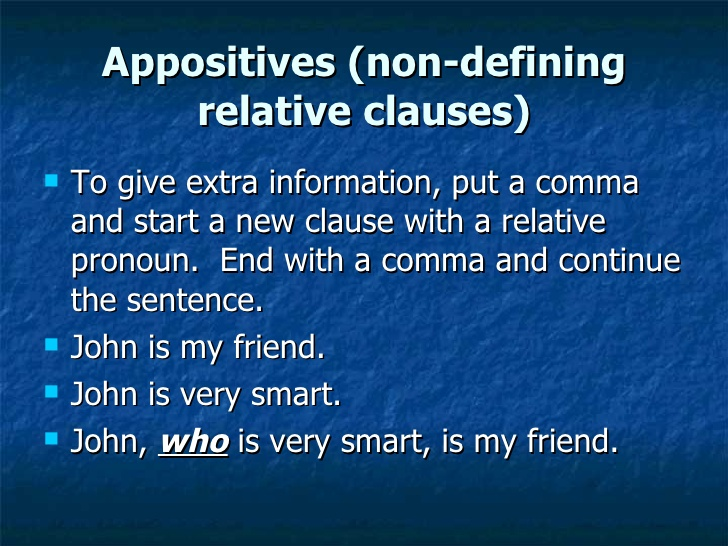 Appositives (non-defining
relative clauses)
To give extra information, put a comma
and start a new clause with a relative
pronoun.  End with a comma and continue
the sentence.
John is my friend.
John is very smart.
John, who is very smart, is my friend.